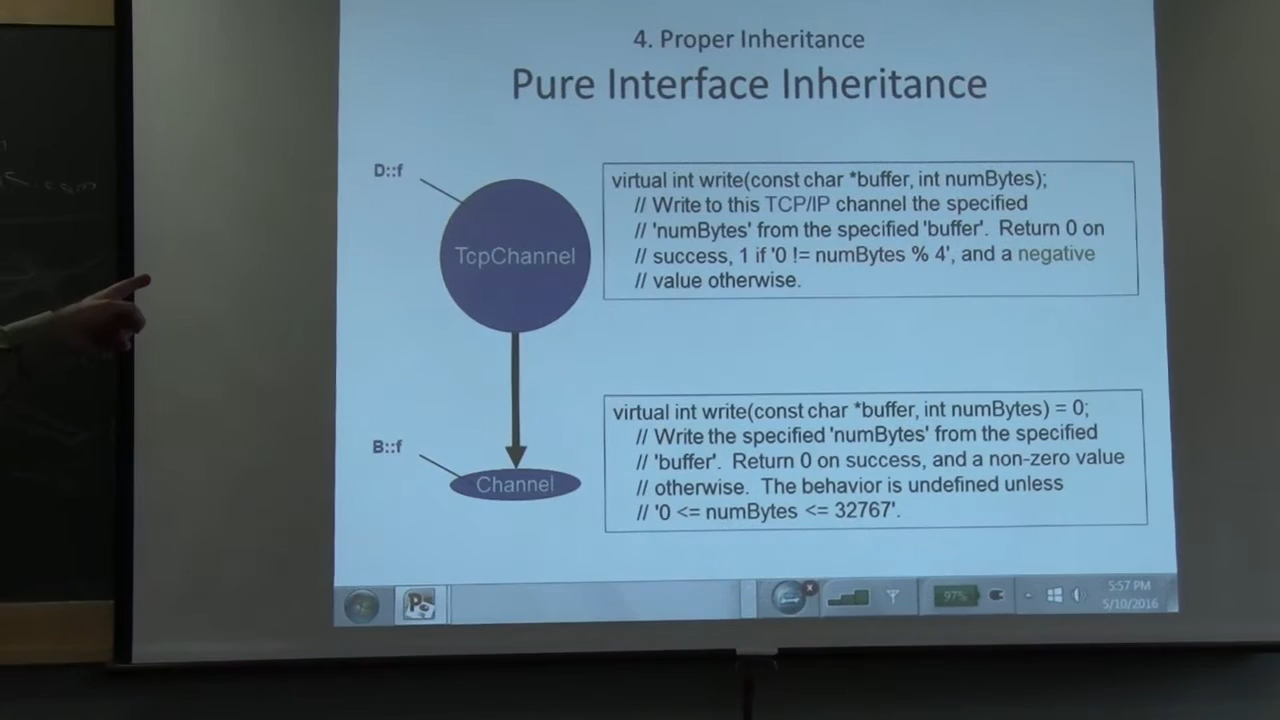 4. Proper Inheritance
Pure Interface Inheritance
D::f
TcpChannel
virtual int write(const char *buffer, int numBytes);
// Write to this TCP/IP channel the specified
// 'numBytes' from the specified 'buffer'. Return 0 on
// success, 1 if '0 != numBytes % 4', and a negative
// value otherwise.
B::f
Channel
virtual int write(const char *buffer, int numBytes) = 0;
// Write the specified 'numBytes' from the specified
// 'buffer'. Return 0 on success, and a non-zero value
// otherwise. The behavior is undefined unless
// '0 <= numBytes <= 32767'.
97%
5:57 PM
5/10/2016